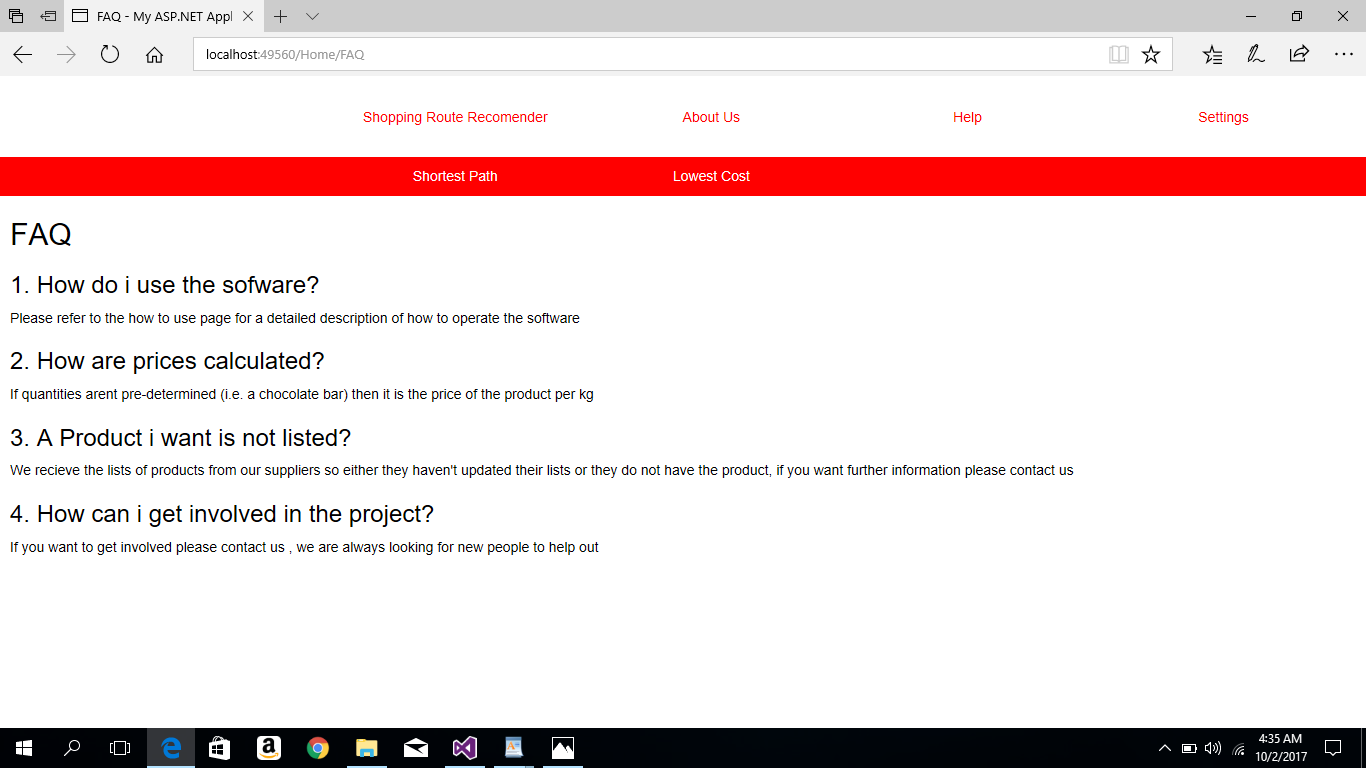 FAQ - My ASP.NET Appl
localhost:49560/Home/FAQ
Shopping Route Recomender
About Us
Help
Settings
Shortest Path
Lowest Cost
FAQ
1. How do i use the sofware?
Please refer to the how to use page for a detailed description of how to operate the software
2. How are prices calculated?
If quantities arent pre-determined (i.e. a chocolate bar) then it is the price of the product per kg
3. A Product i want is not listed?
We recieve the lists of products from our suppliers so either they haven't updated their lists or they do not have the product, if you want further information please contact us
4. How can i get involved in the project?
If you want to get involved please contact us , we are always looking for new people to help out
4:35 AM
10/2/2017